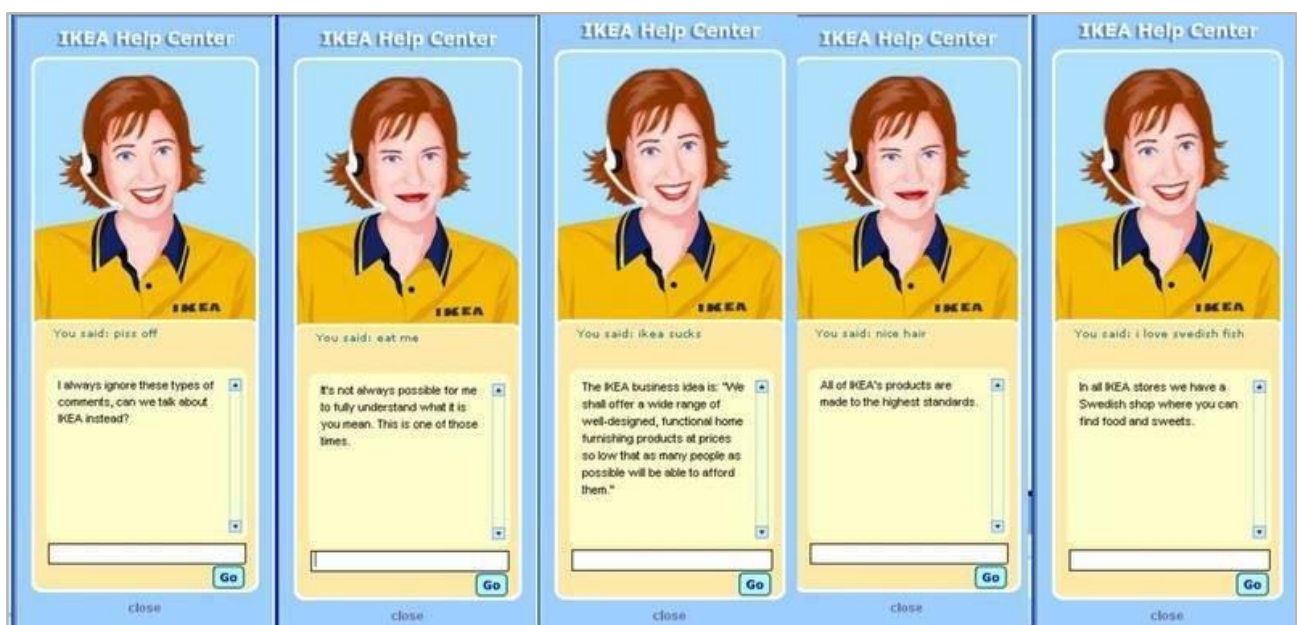 IKEA Help Center
IKEA
You said: piss off
I always ignore these types of
comments, can we talk about
IKEA instead?
Go
close
IKEA Help Center
IKEA
You said: eat me
It's not always possible for me
to fully understand what it is
you mean. This is one of those
times.
Go
close
IKEA Help Center
IKEA
You said: ikea sucks
The IKEA business idea is: "We
shall offer a wide range of
well-designed, functional home
furnishing products at prices
so low that as many people as
possible will be able to afford
them."
Go
close
IKEA Help Center
IKEA
You said: nice hair
All of IKEA's products are
made to the highest standards.
Go
close
IKEA Help Center
IKEA
You said: i love swedish fish
In all IKEA stores we have a
Swedish shop where you can
find food and sweets.
Go
close